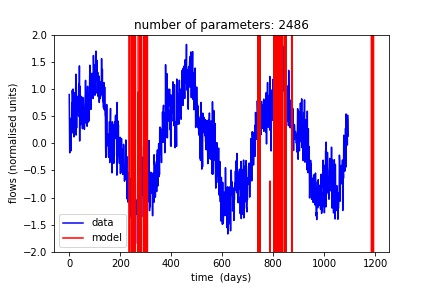 number of parameters: 2486
flows (normalised units)
2.0
1.5
1.0
0.5
0.0
−0.5
−1.0
−1.5
−2.0
data
model
0 200 400 600 800 1000 1200
time (days)